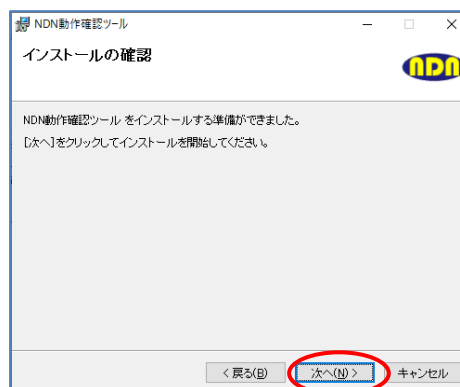 NDN動作確認ツール
インストールの確認
NDN
NDN動作確認ツール をインストールする準備ができました。
[次へ]をクリックしてインストールを開始してください。
< 戻る(B)
次へ(N) >
キャンセル